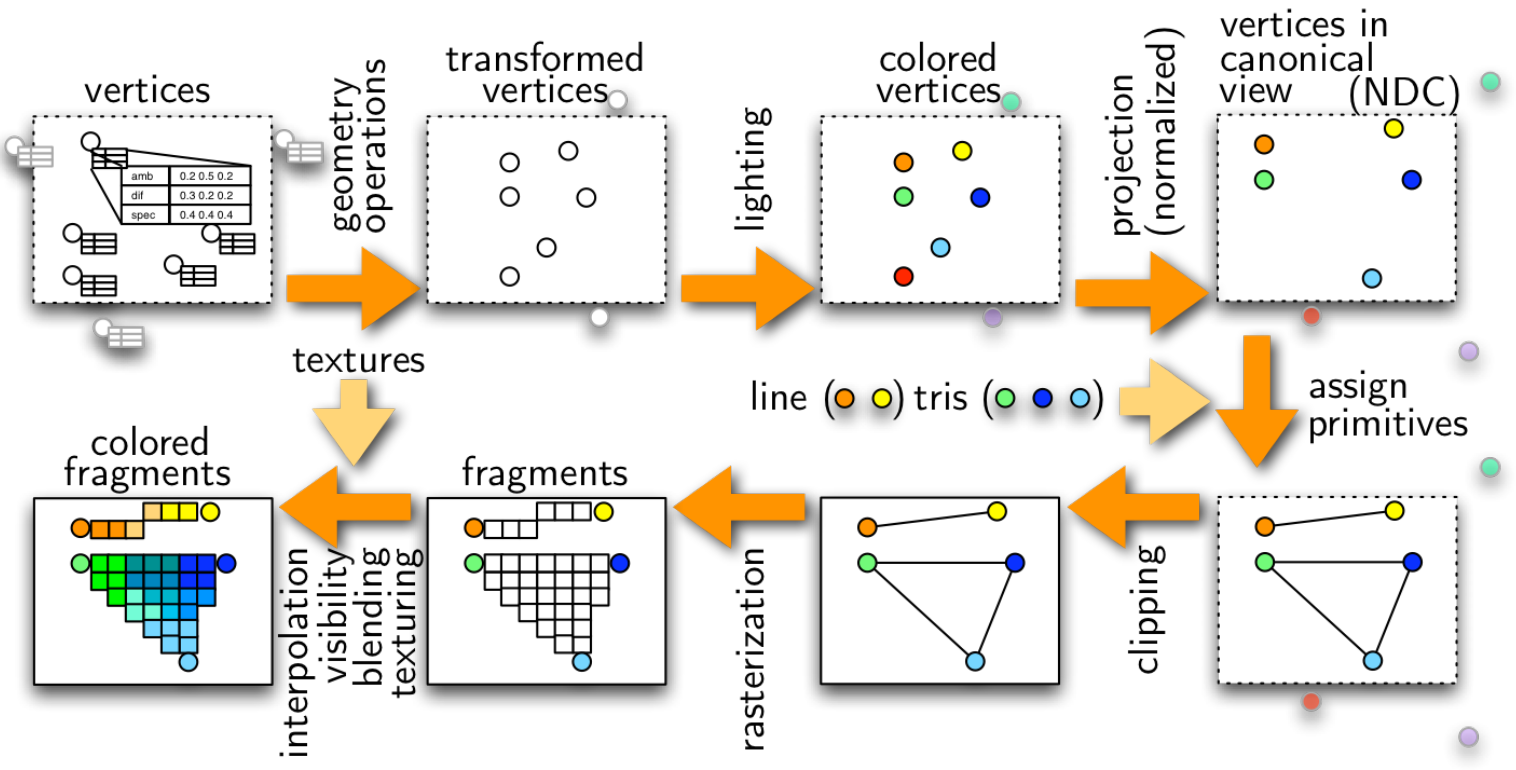 vertices
amb 0.2 0.5 0.2
dif 0.3 0.2 0.2
spec 0.4 0.4 0.4
geometry
operations
transformed
vertices
lighting
colored
vertices
projection
(normalized)
vertices in
canonical
view (NDC)
textures
line ( ) tris ( )
assign
primitives
clipping
rasterization
fragments
interpolation
visibility
blending
texturing
colored
fragments